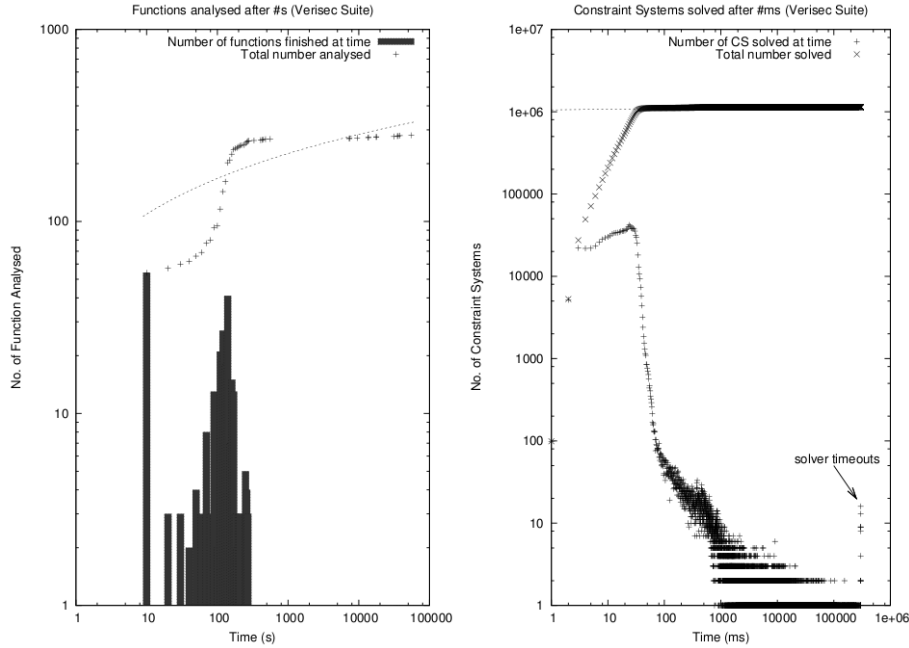 Functions analysed after #s (Verisec Suite)
1000
100
10
1
No. of Function Analysed
Number of functions finished at time
Total number analysed
1
10
100
1000
10000
100000
Time (s)
Constraint Systems solved after #ms (Verisec Suite)
1e+07
1e+06
100000
10000
1000
100
10
1
No. of Constraint Systems
Number of CS solved at time
Total number solved
solver timeouts
1
10
100
1000
10000
100000
1e+06
Time (ms)